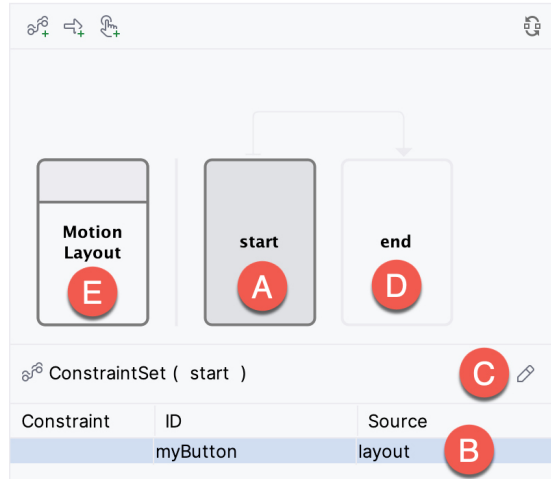 Motion
Layout
start
end
E
A
D
ConstraintSet ( start )
C
Constraint ID Source
myButton layout
B